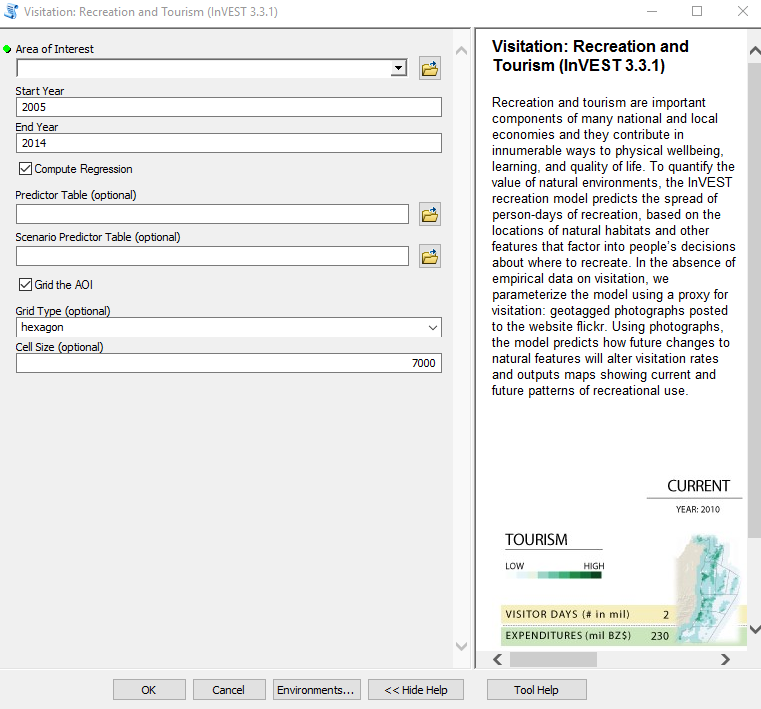 Visitation: Recreation and Tourism (InVEST 3.3.1)
Area of Interest
Start Year
2005
End Year
2014
Compute Regression
Predictor Table (optional)
Scenario Predictor Table (optional)
Grid the AOI
Grid Type (optional)
hexagon
Cell Size (optional)
7000
Visitation: Recreation and
Tourism (InVEST 3.3.1)
Recreation and tourism are important
components of many national and local
economies and they contribute in
innumerable ways to physical wellbeing,
learning, and quality of life. To quantify the
value of natural environments, the InVEST
recreation model predicts the spread of
person-days of recreation, based on the
locations of natural habitats and other
features that factor into people's decisions
about where to recreate. In the absence of
empirical data on visitation, we
parameterize the model using a proxy for
visitation: geotagged photographs posted
to the website flickr. Using photographs,
the model predicts how future changes to
natural features will alter visitation rates
and outputs maps showing current and
future patterns of recreational use.
CURRENT
YEAR: 2010
TOURISM
LOW HIGH
VISITOR DAYS (# in mil) 2
EXPENDITURES (mil BZ$) 230
OK Cancel Environments... << Hide Help Tool Help